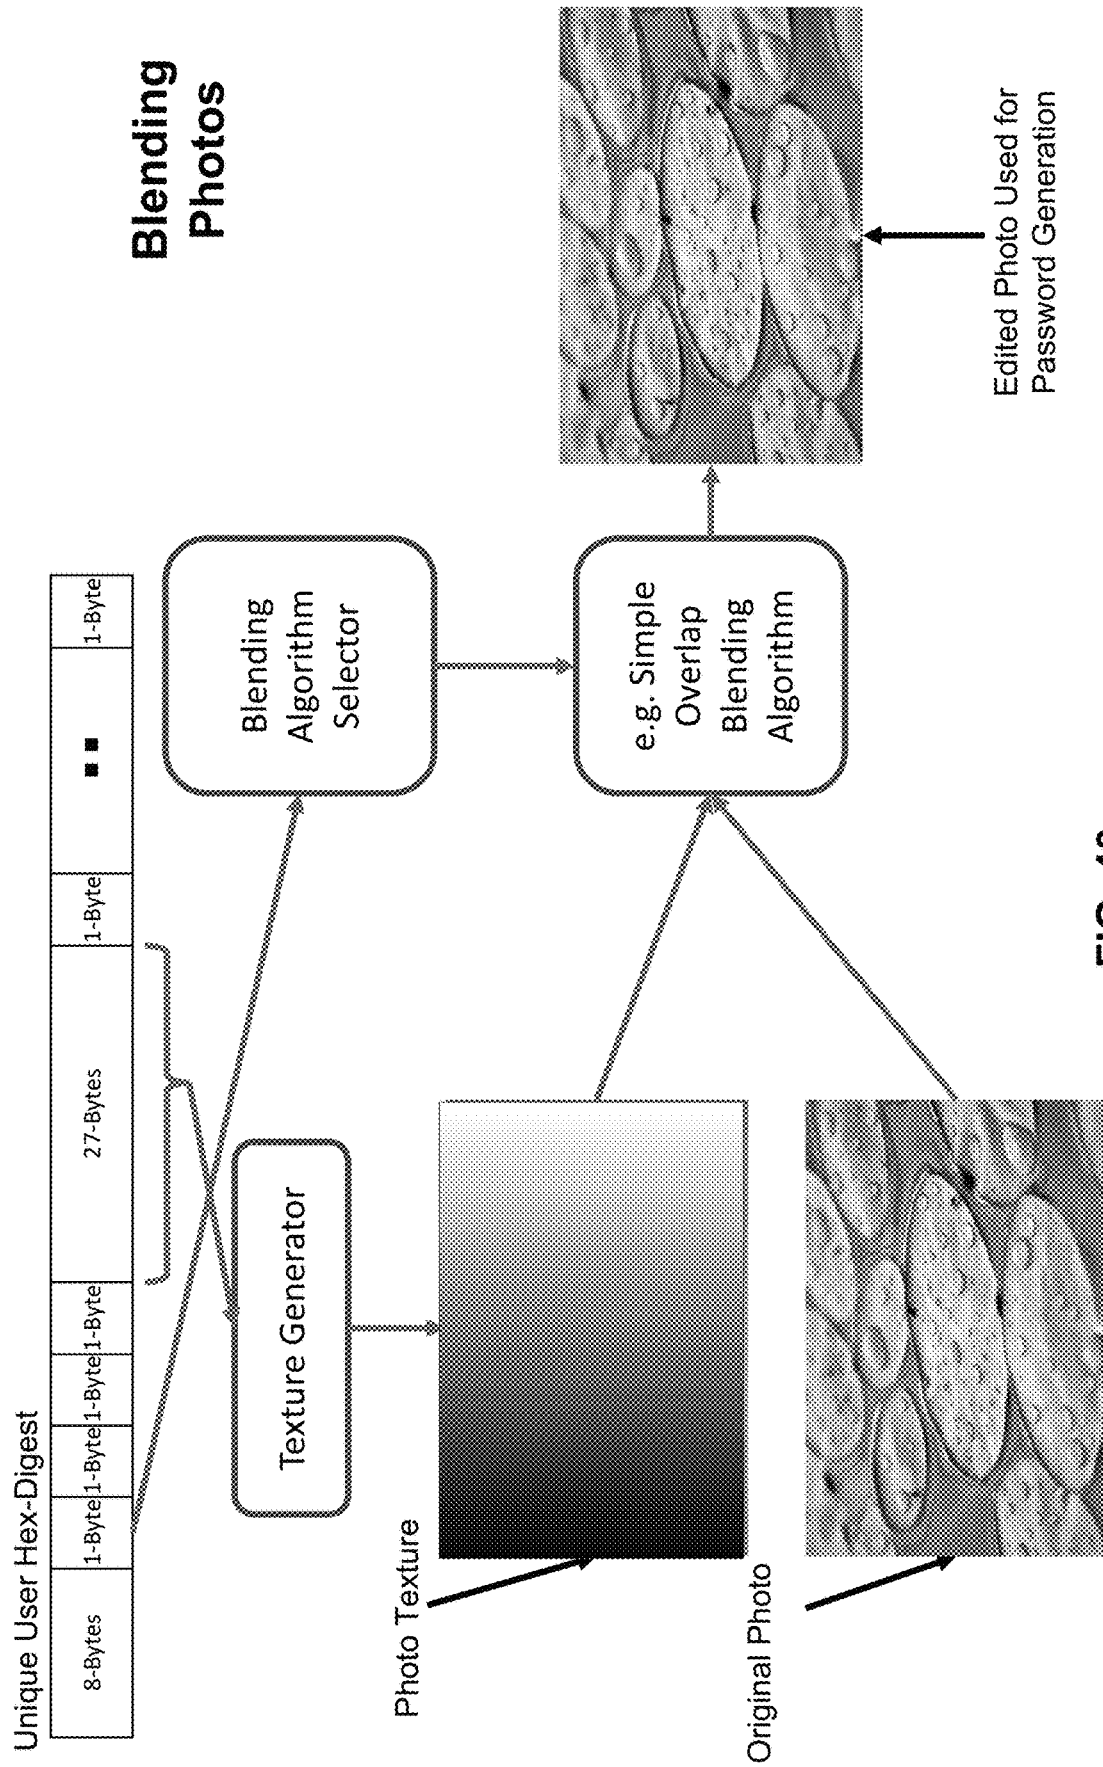 Blending
Photos
Unique User Hex-Digest
8-Bytes
1-Byte
1-Byte
1-Byte
1-Byte
27-Bytes
1-Byte
1-Byte
Texture Generator
Blending
Algorithm
Selector
Photo Texture
e.g. Simple
Overlap
Blending
Algorithm
Original Photo
Edited Photo Used for
Password Generation